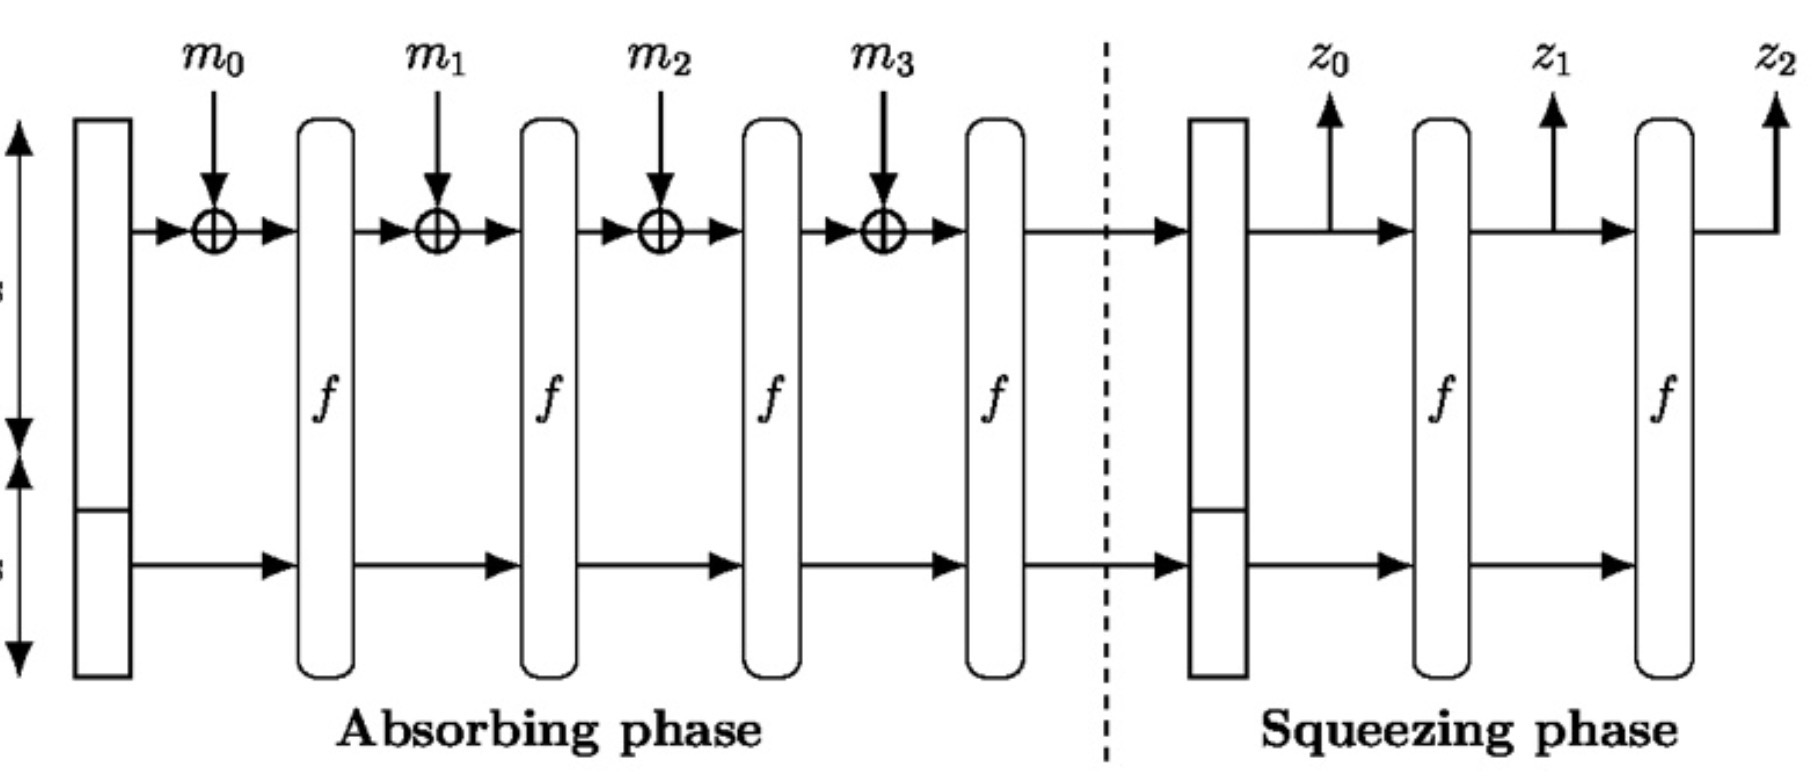 m₀ m₁ m₂ m₃ z₀ z₁ z₂
f f f f f f
Absorbing phase Squeezing phase